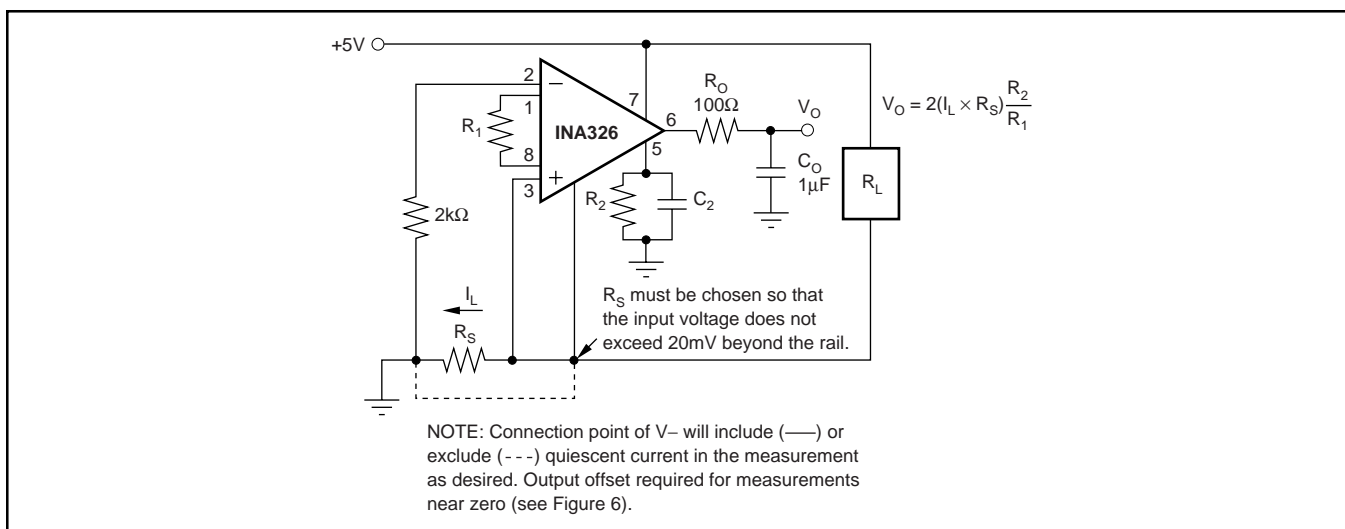 +5V
2
−
1
R1
INA326
8
+
3
7
6
5
RO
100Ω
VO
VO = 2(IL × RS) R2/R1
CO
1µF
RL
R2
C2
2kΩ
IL
RS
RS must be chosen so that
the input voltage does not
exceed 20mV beyond the rail.
NOTE: Connection point of V– will include (——) or
exclude (- - -) quiescent current in the measurement
as desired. Output offset required for measurements
near zero (see Figure 6).